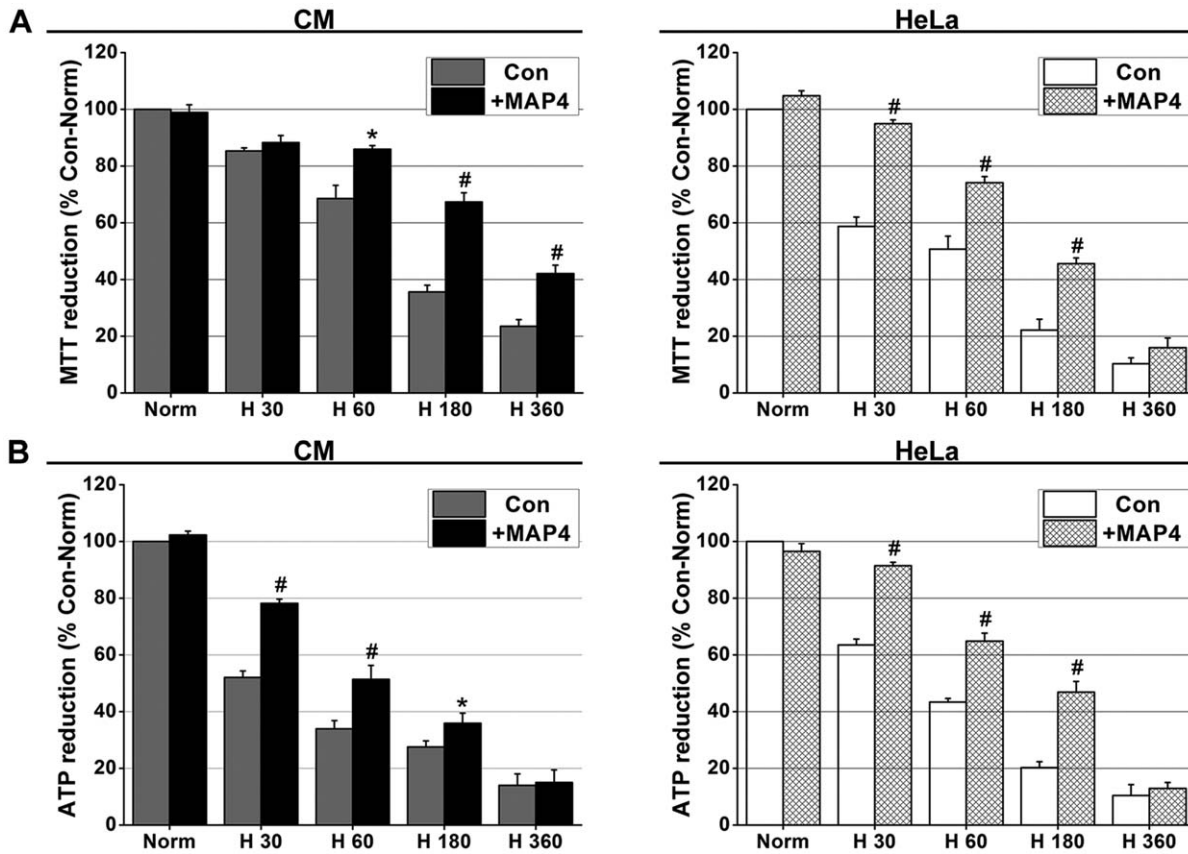 A
CM
HeLa
MTT reduction (% Con-Norm)
120
100
80
60
40
20
0
Con
+MAP4
*
#
#
Norm H 30 H 60 H 180 H 360
MTT reduction (% Con-Norm)
120
100
80
60
40
20
0
Con
+MAP4
#
#
#
Norm H 30 H 60 H 180 H 360
B
CM
HeLa
ATP reduction (% Con-Norm)
120
100
80
60
40
20
0
Con
+MAP4
#
#
*
Norm H 30 H 60 H 180 H 360
ATP reduction (% Con-Norm)
120
100
80
60
40
20
0
Con
+MAP4
#
#
#
Norm H 30 H 60 H 180 H 360